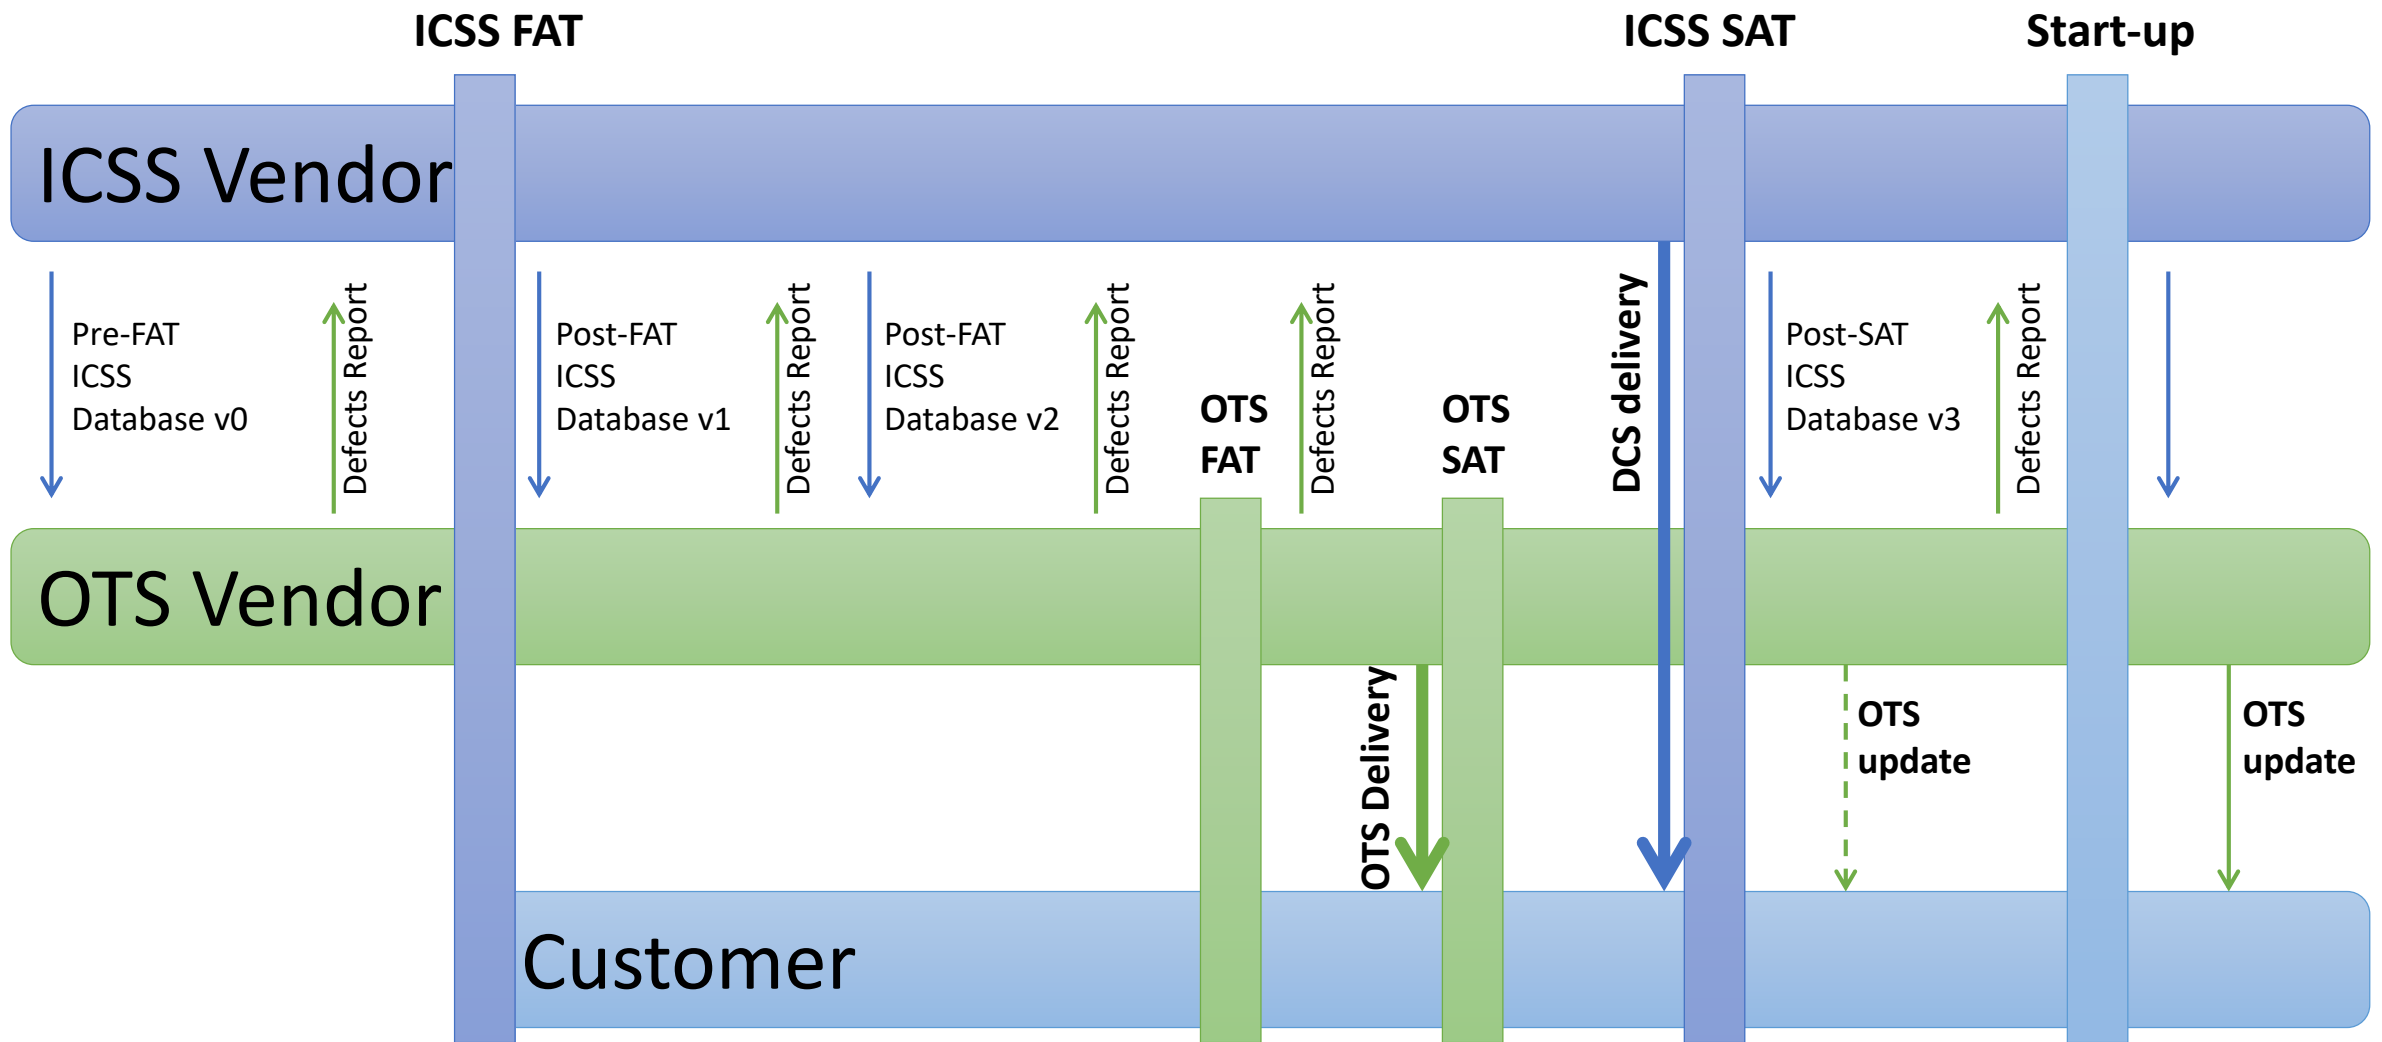 ICSS FAT
ICSS SAT
Start-up
ICSS Vendor
Pre-FAT
ICSS
Database v0
Defects Report
Post-FAT
ICSS
Database v1
Defects Report
Post-FAT
ICSS
Database v2
Defects Report
OTS
FAT
Defects Report
OTS
SAT
DCS delivery
Post-SAT
ICSS
Database v3
Defects Report
OTS Vendor
OTS Delivery
OTS
update
OTS
update
Customer